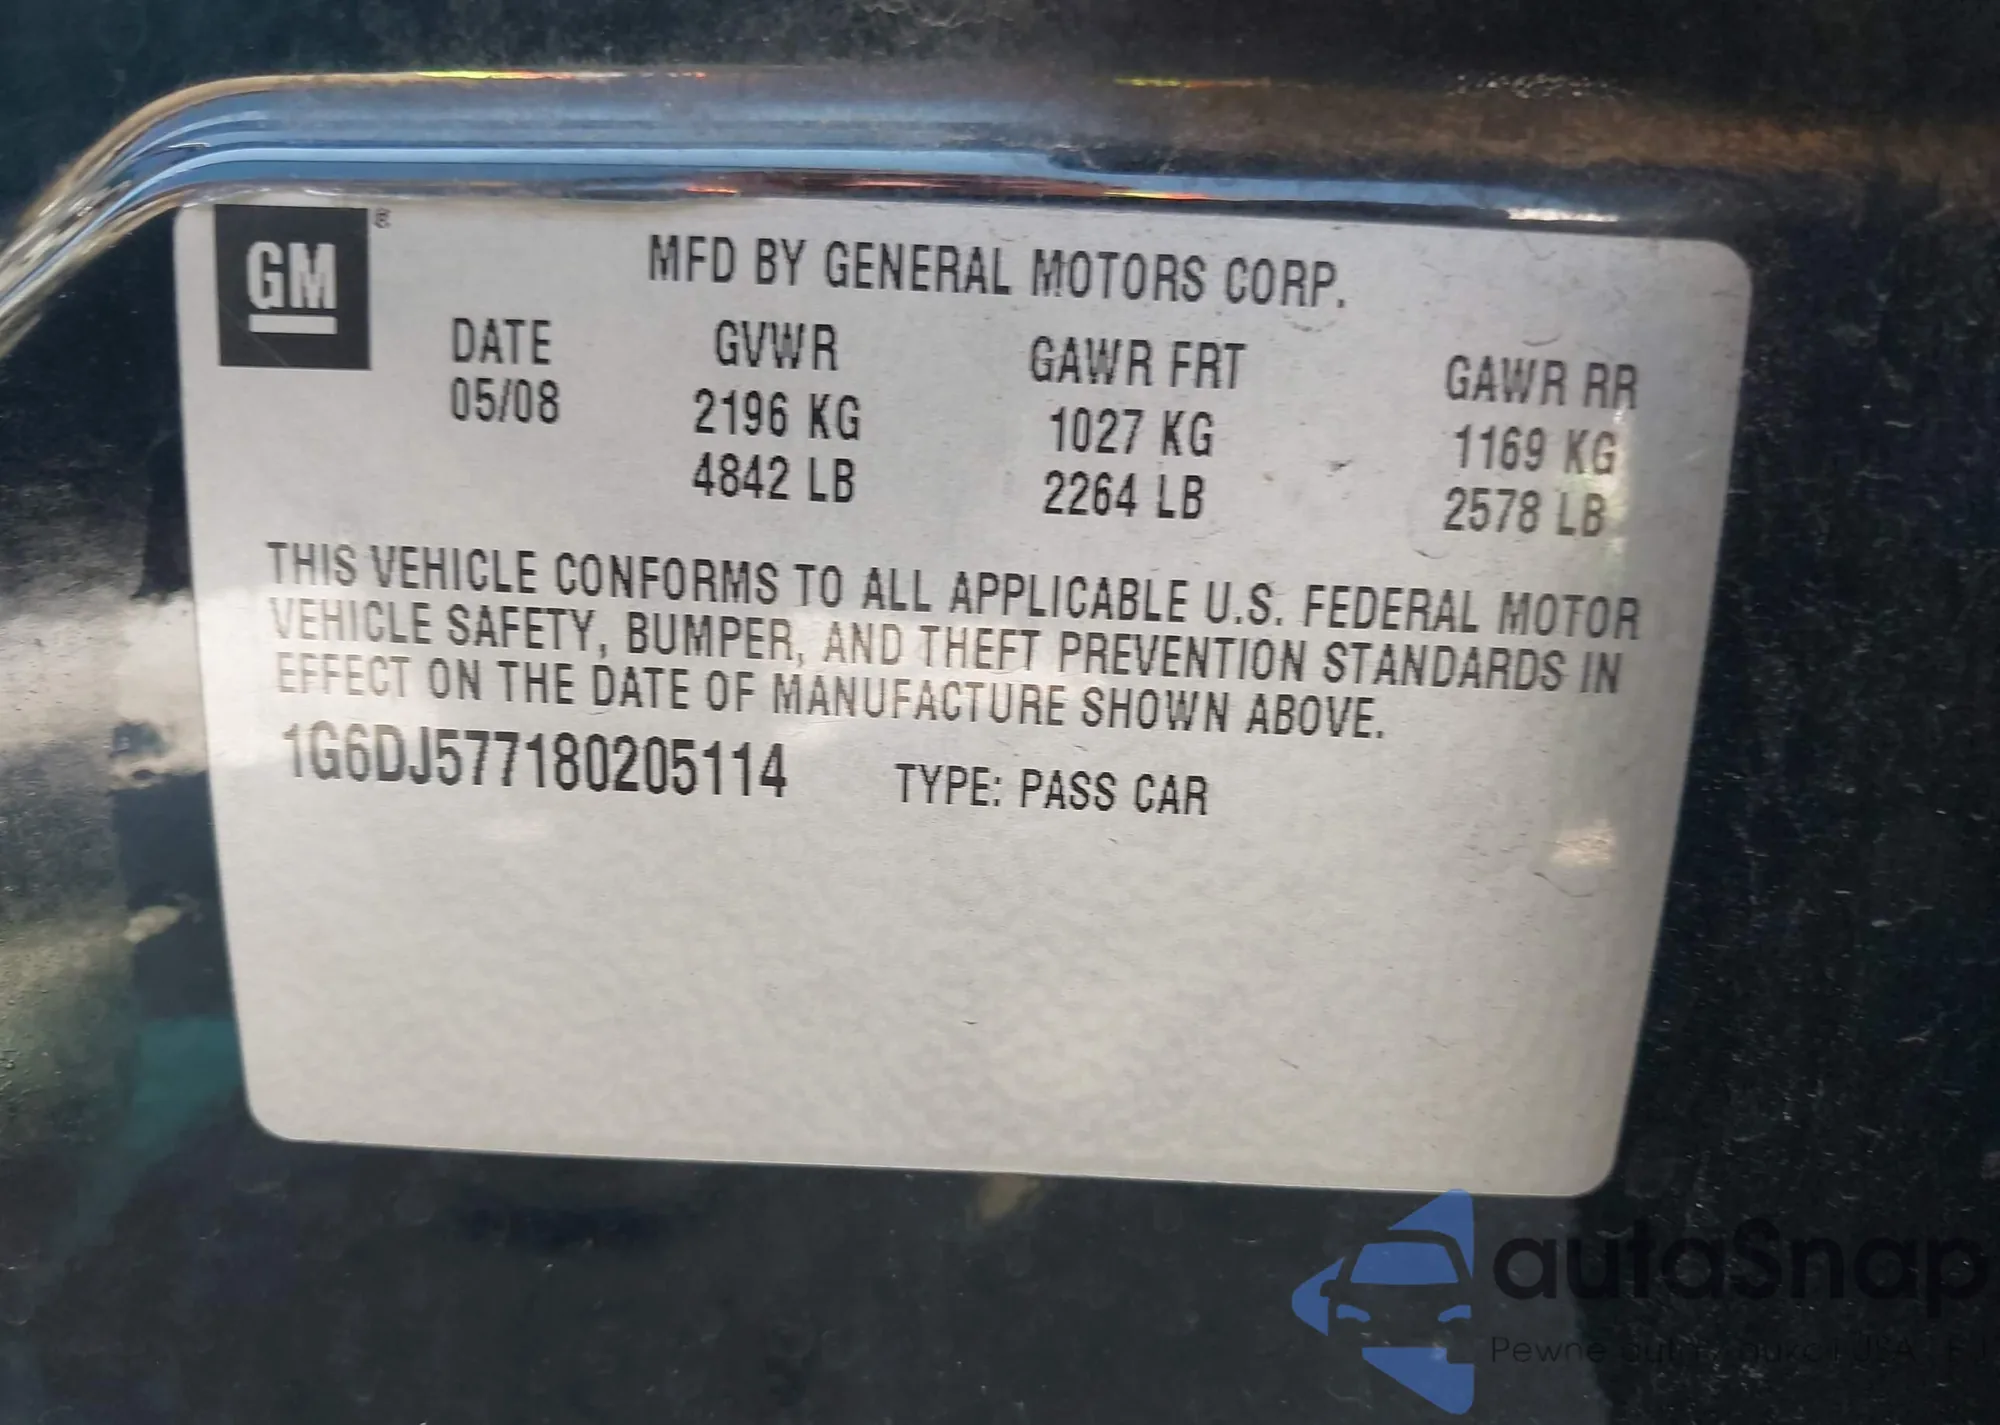 GM ®
MFD BY GENERAL MOTORS CORP.
DATE GVWR GAWR FRT GAWR RR
05/08 2196 KG 1027 KG 1169 KG
4842 LB 2264 LB 2578 LB
THIS VEHICLE CONFORMS TO ALL APPLICABLE U.S. FEDERAL MOTOR
VEHICLE SAFETY, BUMPER, AND THEFT PREVENTION STANDARDS IN
EFFECT ON THE DATE OF MANUFACTURE SHOWN ABOVE.
1G6DJ577180205114 TYPE: PASS CAR
autoSnap
Pewne